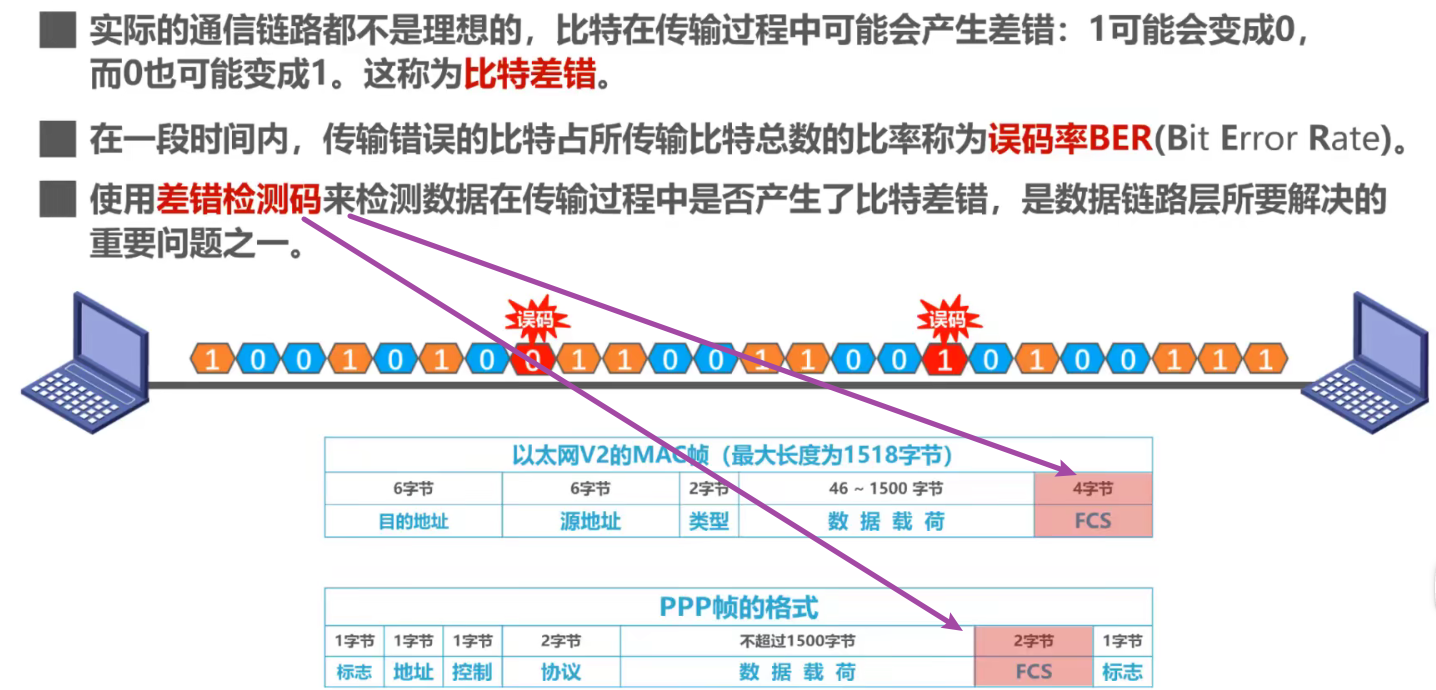 实际的通信链路都不是理想的，比特在传输过程中可能会产生差错：1可能会变成0，
而0也可能变成1。这称为比特差错。
在一段时间内，传输错误的比特占所传输比特总数的比率称为误码率BER(Bit Error Rate)。
使用差错检测码来检测数据在传输过程中是否产生了比特差错，是数据链路层所要解决的
重要问题之一。
误码 误码
1 0 0 1 0 1 0 0 1 1 0 0 1 1 0 0 1 0 1 0 0 1 1 1
以太网V2的MAC帧（最大长度为1518字节）
6字节 6字节 2字节 46 ~ 1500 字节 4字节
目的地址 源地址 类型 数 据 载 荷 FCS
PPP帧的格式
1字节 1字节 1字节 2字节 不超过1500字节 2字节 1字节
标志 地址 控制 协议 数 据 载 荷 FCS 标志